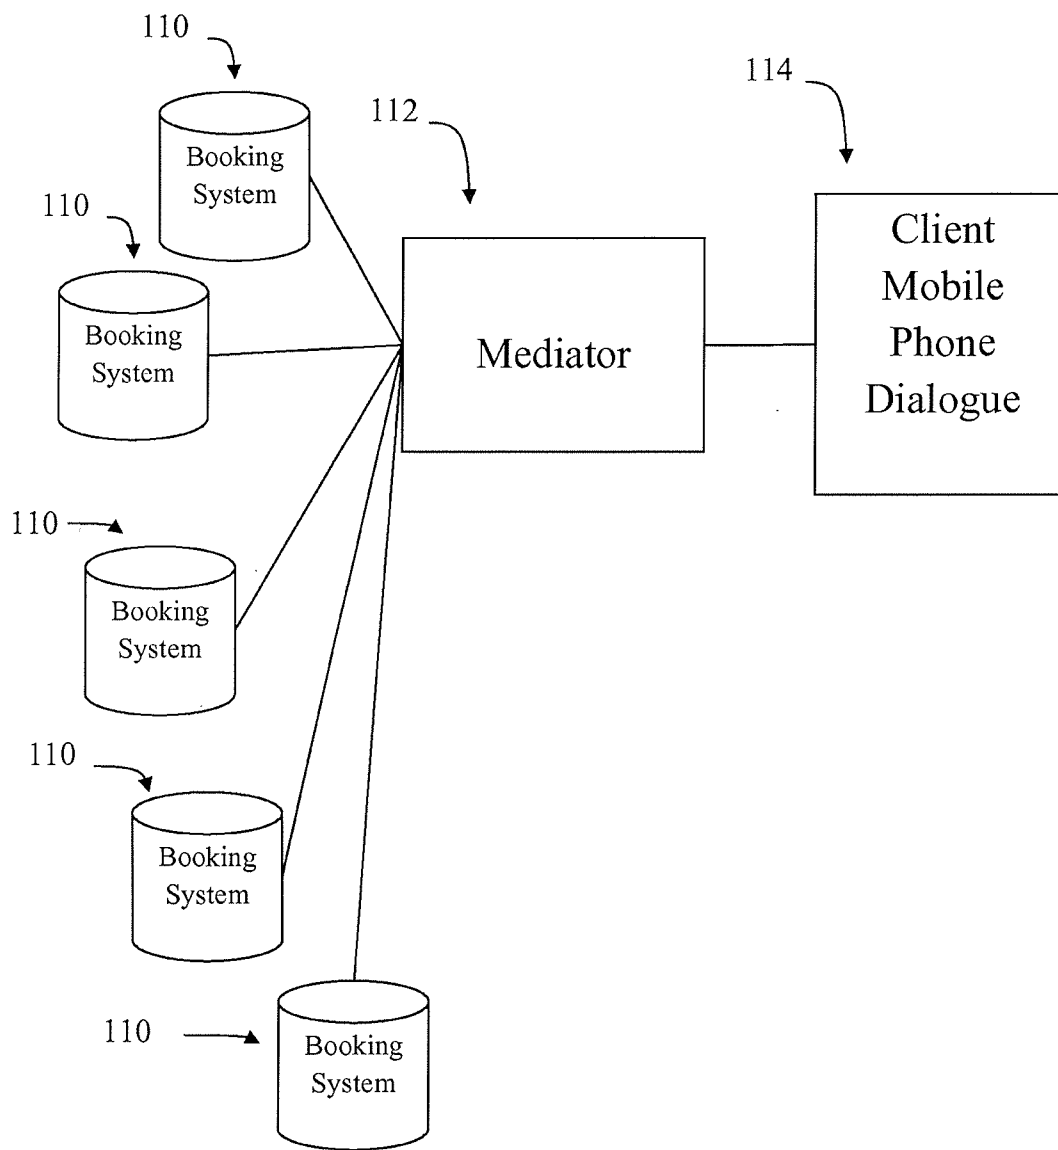 110
Booking
System
110
Booking
System
110
Booking
System
110
Booking
System
110
Booking
System
112
Mediator
114
Client
Mobile
Phone
Dialogue